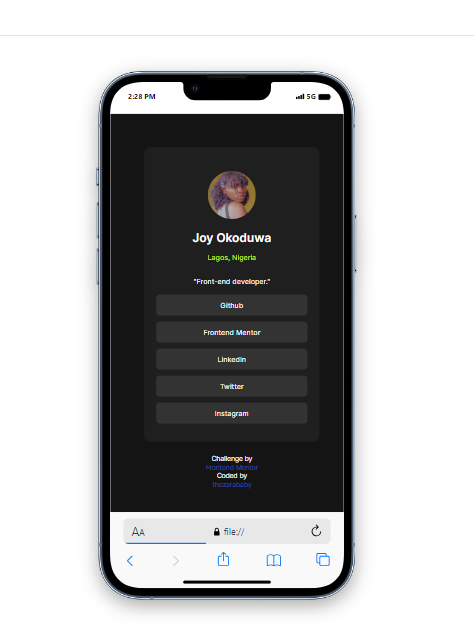 2:28 PM
5G
Joy Okoduwa
Lagos, Nigeria
"Front-end developer."
Github
Frontend Mentor
LinkedIn
Twitter
Instagram
Challenge by
Frontend Mentor
Coded by
thezarababy
AA
file://